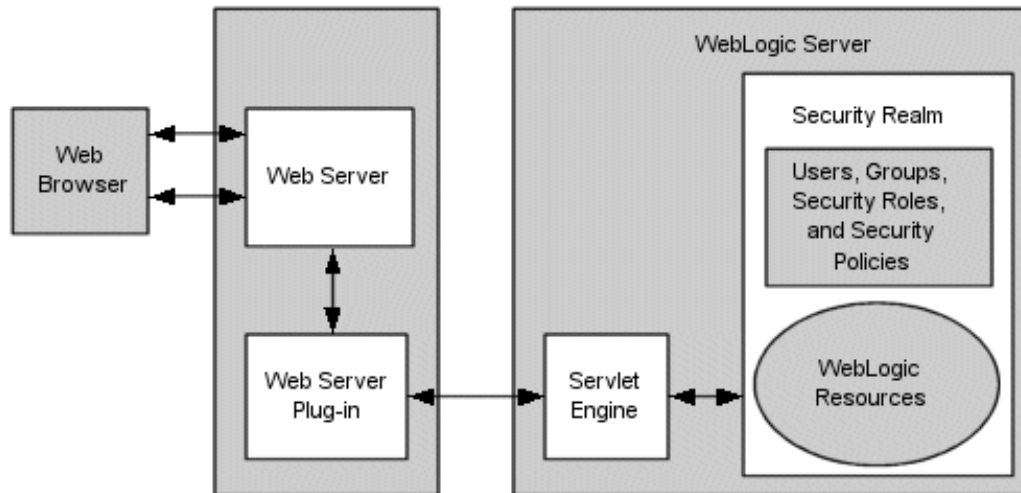 WebLogic Server
Security Realm
Web
Browser
Web Server
Users, Groups,
Security Roles,
and Security
Policies
Web Server
Plug-in
Servlet
Engine
WebLogic
Resources